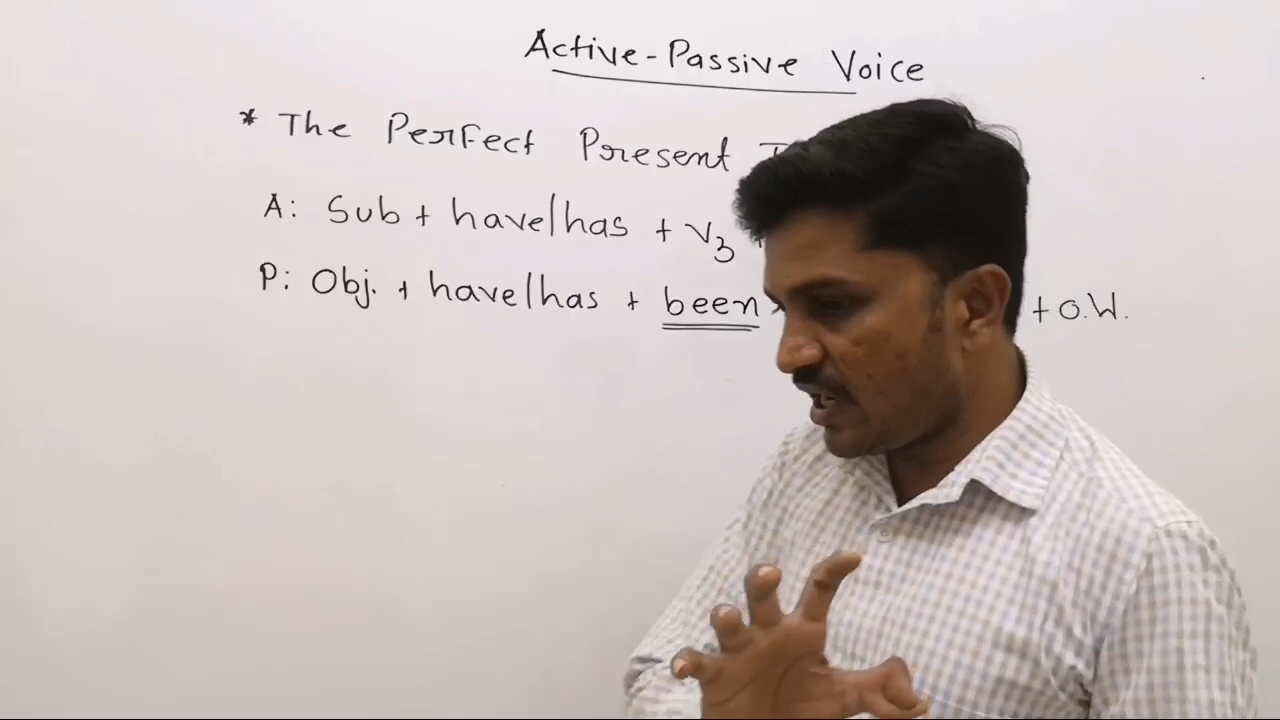 Active-Passive Voice
* The Perfect Present
A: Sub + have/has + V3
P: Obj. + have/has + been + O.W.